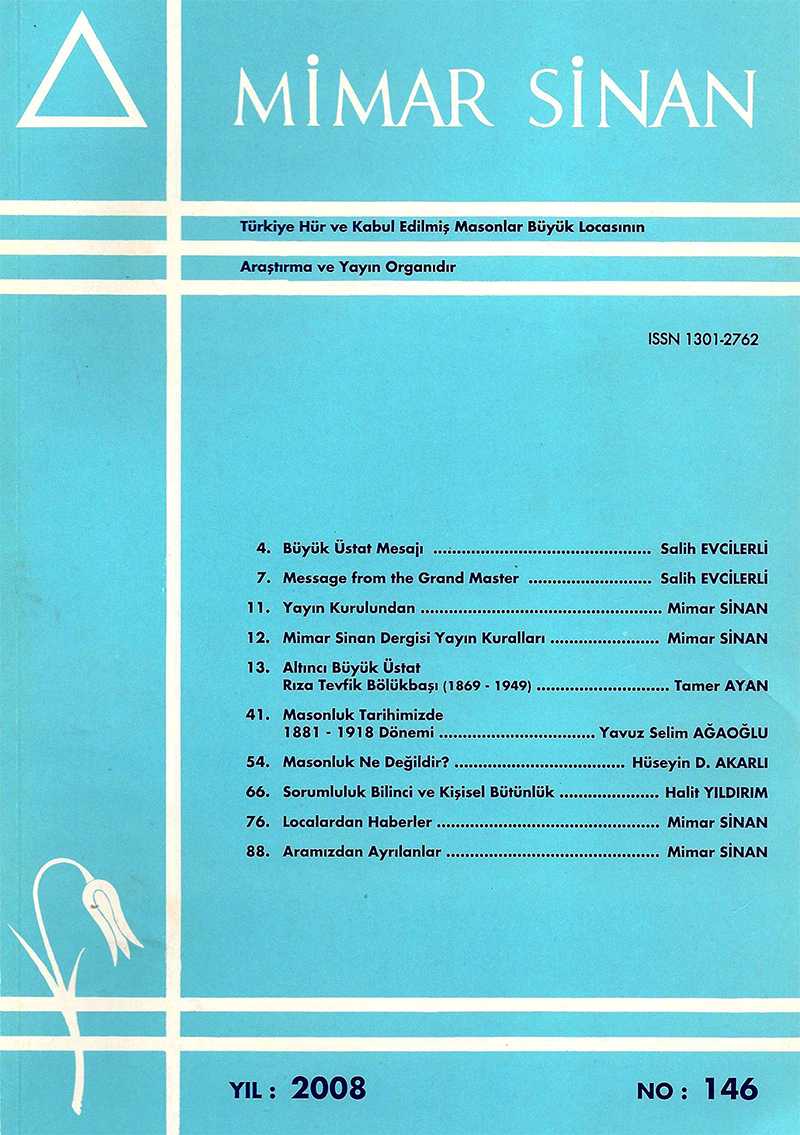 MİMAR SİNAN
Türkiye Hür ve Kabul Edilmiş Masonlar Büyük Locasının
Araştırma ve Yayın Organıdır
ISSN 1301-2762
4. Büyük Üstat Mesajı ................................................ Salih EVCİLERLİ
7. Message from the Grand Master ........................... Salih EVCİLERLİ
11. Yayın Kurulundan ..................................................... Mimar SİNAN
12. Mimar Sinan Dergisi Yayın Kuralları ........................ Mimar SİNAN
13. Altıncı Büyük Üstat
Rıza Tevfik Bölükbaşı (1869 - 1949) ............................. Tamer AYAN
41. Masonluk Tarihimizde
1881 - 1918 Dönemi .................................. Yavuz Selim AĞAOĞLU
54. Masonluk Ne Değildir? ..................................... Hüseyin D. AKARLI
66. Sorumluluk Bilinci ve Kişisel Bütünlük ...................... Halit YILDIRIM
76. Localardan Haberler ................................................. Mimar SİNAN
88. Aramızdan Ayrılanlar ............................................... Mimar SİNAN
YIL : 2008
NO : 146